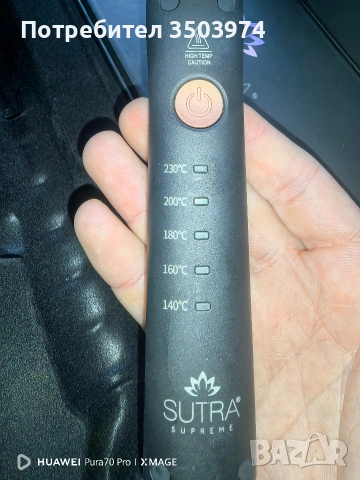 Потребител 3503974
HIGH TEMP
CAUTION
230°C
200°C
180°C
160°C
140°C
SUTRA®
SUPREME
HUAWEI Pura70 Pro | XMAGE
BAZAR